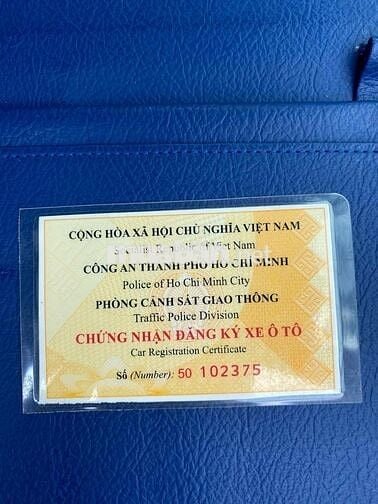 CỘNG HÒA XÃ HỘI CHỦ NGHĨA VIỆT NAM
Socialist Republic of Viet Nam
CÔNG AN THÀNH PHỐ HỒ CHÍ MINH
Police of Ho Chi Minh City
PHÒNG CẢNH SÁT GIAO THÔNG
Traffic Police Division
CHỨNG NHẬN ĐĂNG KÝ XE Ô TÔ
Car Registration Certificate
Số (Number): 50 102375